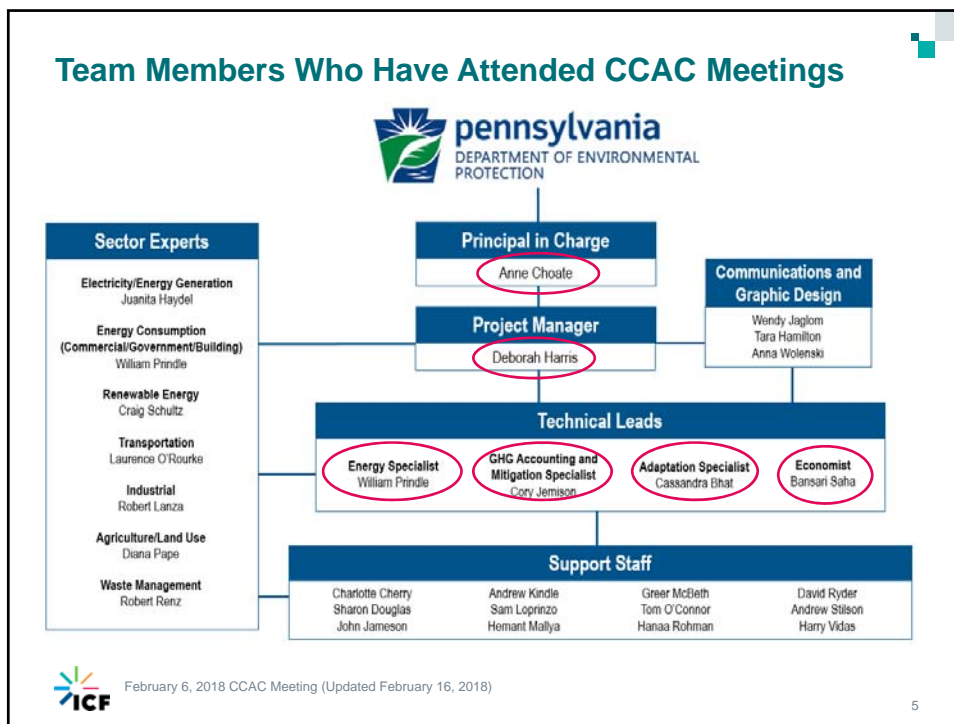 Team Members Who Have Attended CCAC Meetings
pennsylvania
DEPARTMENT OF ENVIRONMENTAL
PROTECTION
Sector Experts
Electricity/Energy Generation
Juanita Haydel
Energy Consumption
(Commercial/Government/Building)
William Prindle
Renewable Energy
Craig Schultz
Transportation
Laurence O'Rourke
Industrial
Robert Lanza
Agriculture/Land Use
Diana Pape
Waste Management
Robert Renz
Principal in Charge
Anne Choate
Project Manager
Deborah Harris
Communications and
Graphic Design
Wendy Jaglom
Tara Hamilton
Anna Wolenski
Technical Leads
Energy Specialist
William Prindle
GHG Accounting and
Mitigation Specialist
Cory Jemison
Adaptation Specialist
Cassandra Bhat
Economist
Bansari Saha
Support Staff
Charlotte Cherry
Sharon Douglas
John Jameson
Andrew Kindle
Sam Loprinzo
Hemant Mallya
Greer McBeth
Tom O'Connor
Hanaa Rohman
David Ryder
Andrew Stilson
Harry Vidas
ICF
February 6, 2018 CCAC Meeting (Updated February 16, 2018)
5